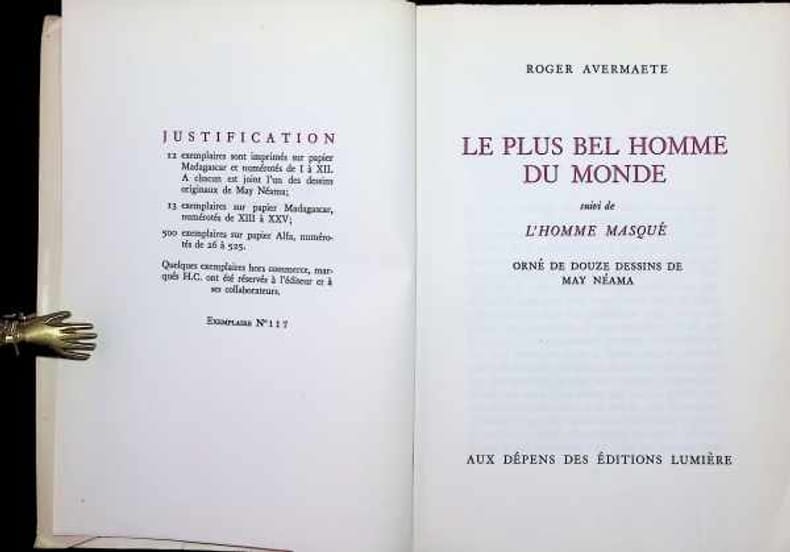 JUSTIFICATION
12 exemplaires sont imprimés sur papier
Madagascar et numérotés de I à XII.
A chacun est joint l'un des dessins
originaux de May Néama;
13 exemplaires sur papier Madagascar,
numérotés de XIII à XXV;
500 exemplaires sur papier Alfa, numéro-
tés de 26 à 525.
Quelques exemplaires hors commerce, mar-
qués H.C. ont été réservés à l'éditeur et à
ses collaborateurs.
EXEMPLAIRE N° 117
ROGER AVERMAETE
LE PLUS BEL HOMME
DU MONDE
suivi de
L'HOMME MASQUÉ
ORNÉ DE DOUZE DESSINS DE
MAY NÉAMA
AUX DÉPENS DES ÉDITIONS LUMIÈRE